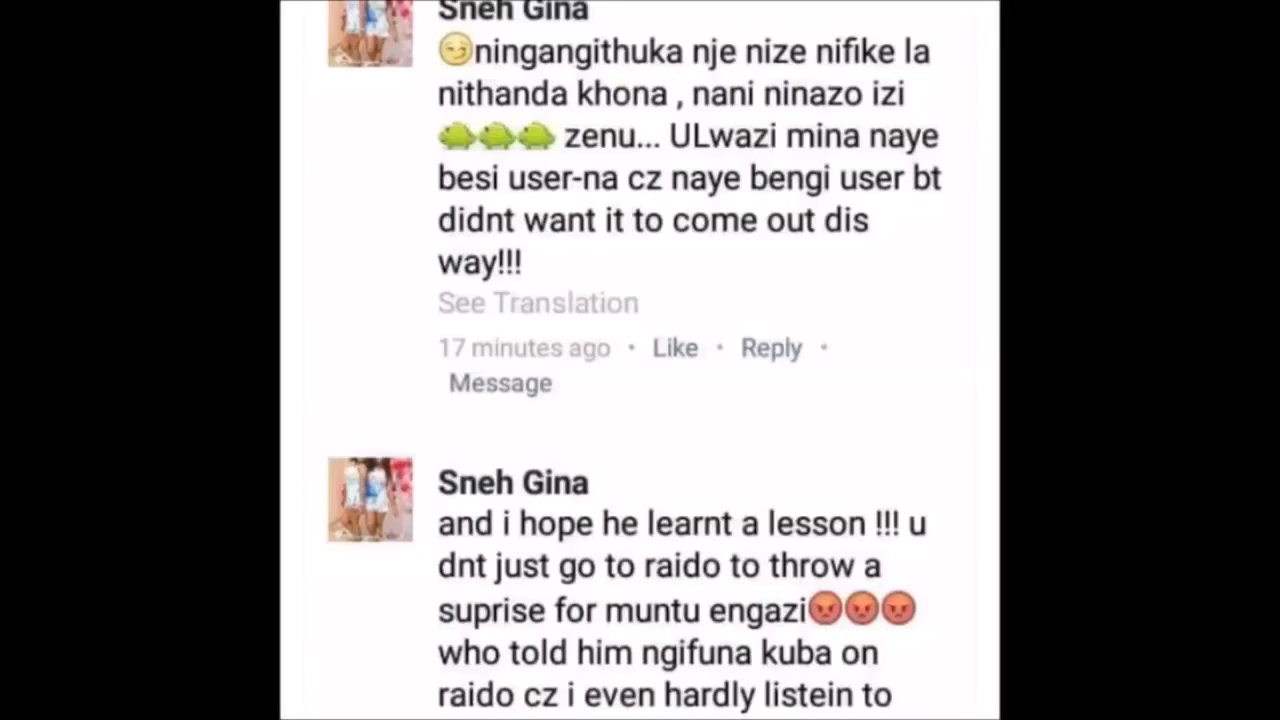 Sneh Gina
😏ningangithuka nje nize nifike la
nithanda khona , nani ninazo izi
🐢🐢🐢 zenu... ULwazi mina naye
besi user-na cz naye bengi user bt
didnt want it to come out dis
way!!!
See Translation
17 minutes ago • Like • Reply •
Message
Sneh Gina
and i hope he learnt a lesson !!! u
dnt just go to raido to throw a
suprise for muntu engazi😡😡😡
who told him ngifuna kuba on
raido cz i even hardly listein to